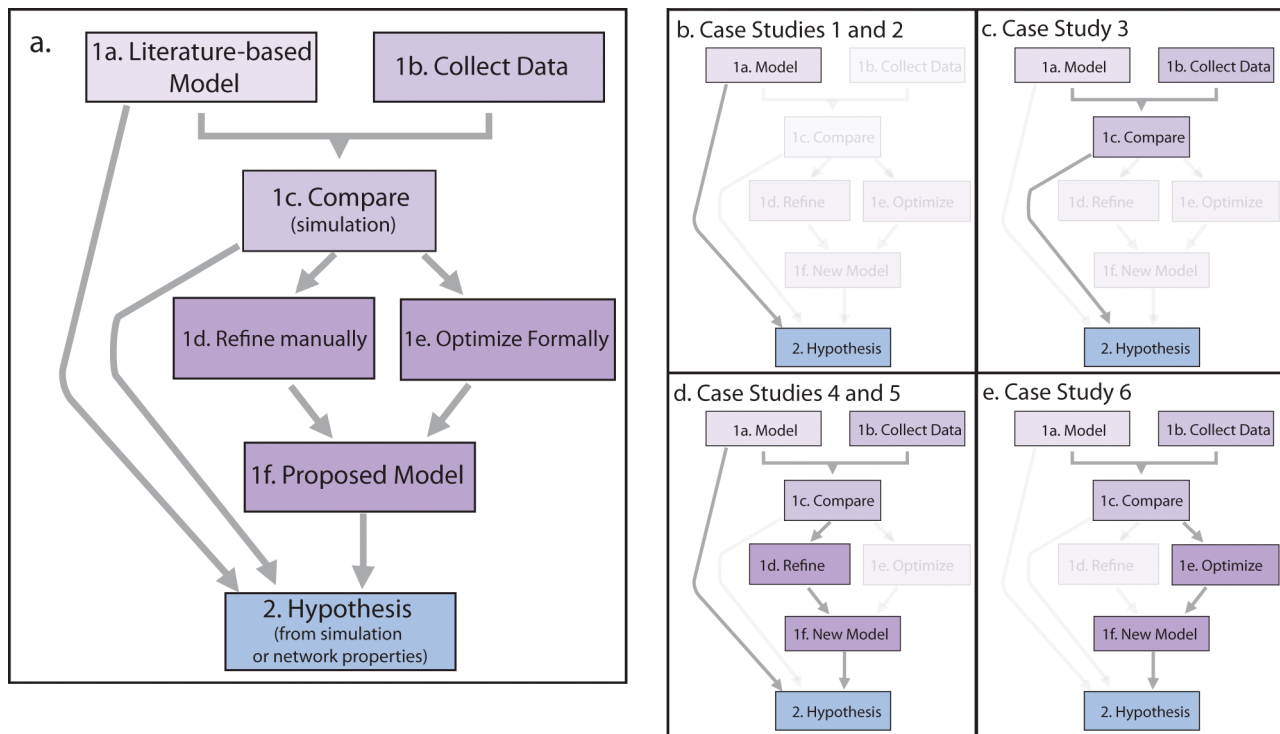 a.
1a. Literature-based
Model
1b. Collect Data
1c. Compare
(simulation)
1d. Refine manually
1e. Optimize Formally
1f. Proposed Model
2. Hypothesis
(from simulation
or network properties)
b. Case Studies 1 and 2
1a. Model
1b. Collect Data
1c. Compare
1d. Refine
1e. Optimize
1f. New Model
2. Hypothesis
c. Case Study 3
1a. Model
1b. Collect Data
1c. Compare
1d. Refine
1e. Optimize
1f. New Model
2. Hypothesis
d. Case Studies 4 and 5
1a. Model
1b. Collect Data
1c. Compare
1d. Refine
1e. Optimize
1f. New Model
2. Hypothesis
e. Case Study 6
1a. Model
1b. Collect Data
1c. Compare
1d. Refine
1e. Optimize
1f. New Model
2. Hypothesis